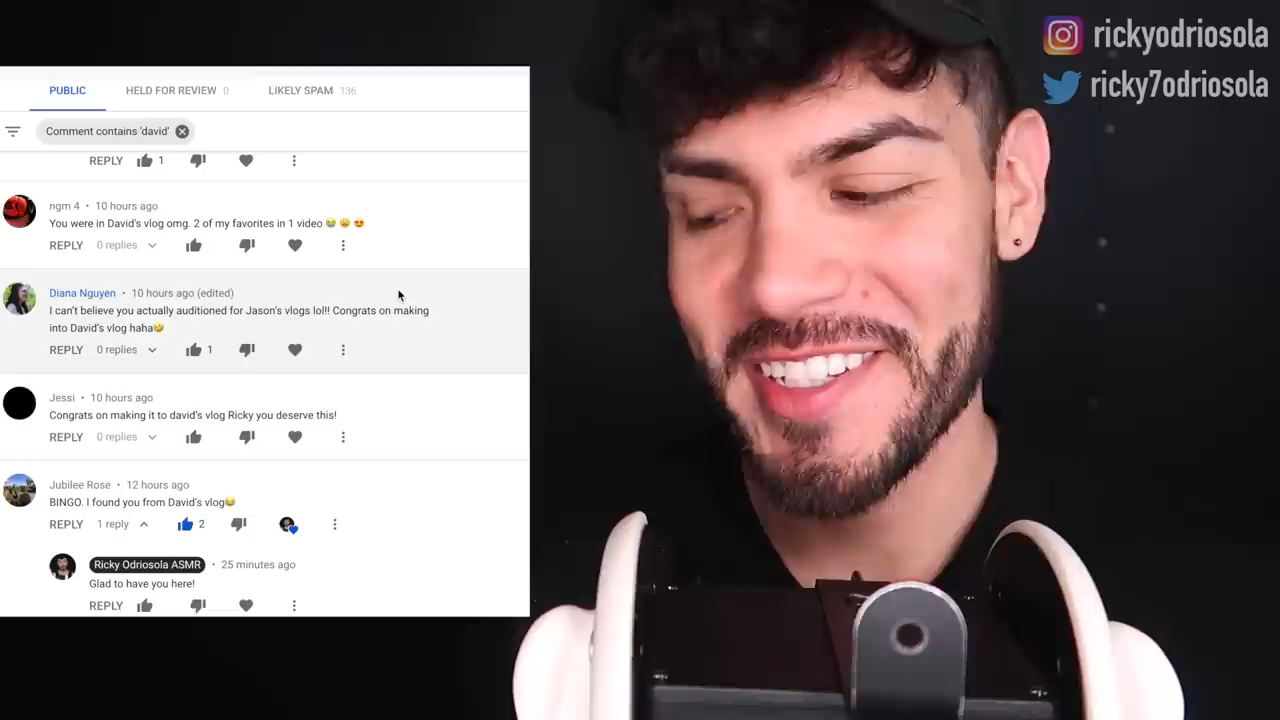 rickyodriosola
ricky7odriosola
PUBLIC HELD FOR REVIEW 0 LIKELY SPAM 136
Comment contains 'david'
REPLY 1
ngm 4 • 10 hours ago
You were in David's vlog omg. 2 of my favorites in 1 video 😂 😩 😍
REPLY 0 replies
Diana Nguyen • 10 hours ago (edited)
I can't believe you actually auditioned for Jason's vlogs lol!! Congrats on making
into David's vlog haha🤣
REPLY 0 replies 1
Jessi • 10 hours ago
Congrats on making it to david's vlog Ricky you deserve this!
REPLY 0 replies
Jubilee Rose • 12 hours ago
BINGO. I found you from David's vlog😂
REPLY 1 reply 2
Ricky Odriosola ASMR • 25 minutes ago
Glad to have you here!
REPLY